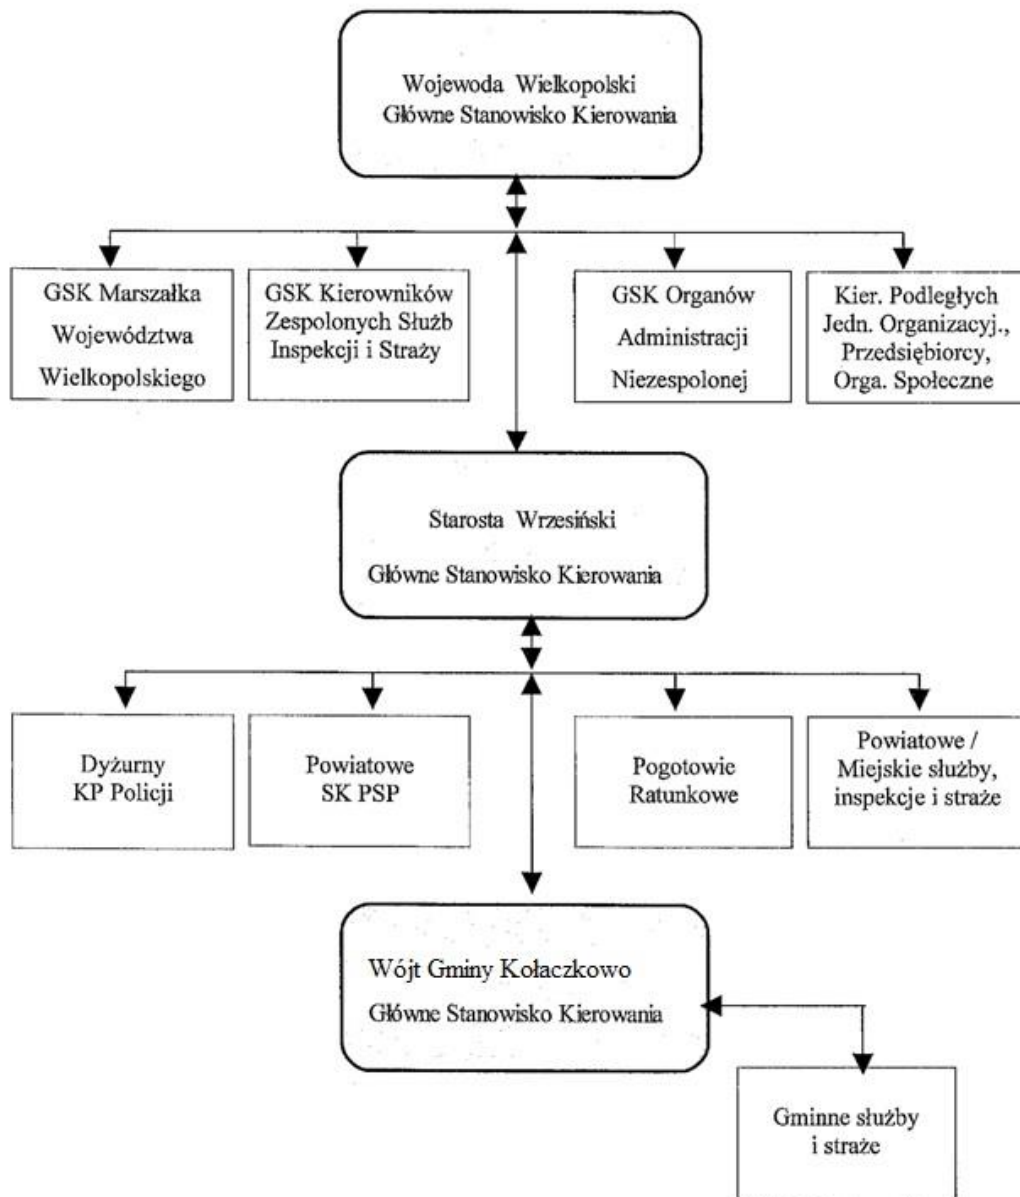 Wojewoda Wielkopolski
Główne Stanowisko Kierowania
GSK Marszałka
Województwa
Wielkopolskiego
GSK Kierowników
Zespolonych Służb
Inspekcji i Straży
GSK Organów
Administracji
Niezespolonej
Kier. Podległych
Jedn. Organizacyj.,
Przedsiębiorcy,
Orga. Społeczne
Starosta Wrzesiński
Główne Stanowisko Kierowania
Dyżurny
KP Policji
Powiatowe
SK PSP
Pogotowie
Ratunkowe
Powiatowe /
Miejskie służby,
inspekcje i straże
Wójt Gminy Kołaczkowo
Główne Stanowisko Kierowania
Gminne służby
i straże